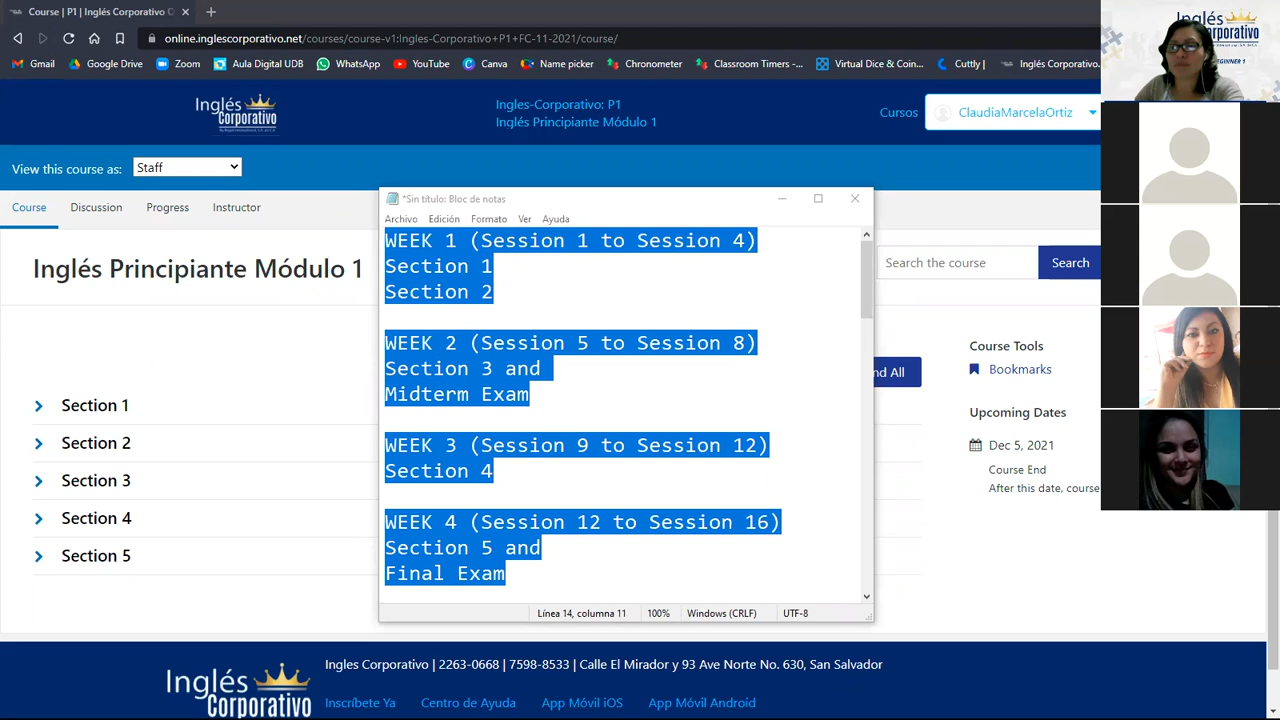 Course | P1 | Inglés Corporativo
online.inglescorporativo.net/courses/course-v1:Ingles-Corporativo+P1+FC-11-2021/course/
Gmail
Google Drive
Zoom
Aula Digital UDB
WhatsApp
YouTube
Canva
Name picker
Chronometer
Classroom Timers -...
Virtual Dice & Coin...
Cuttly |
Inglés Corporativo
Inglés Corporativo
EGINNER 1
Inglés Corporativo
Ingles-Corporativo: P1
Inglés Principiante Módulo 1
Cursos
ClaudiaMarcelaOrtiz
View this course as:
Staff
Course
Discussion
Progress
Instructor
*Sin título: Bloc de notas
Archivo
Edición
Formato
Ver
Ayuda
WEEK 1 (Session 1 to Session 4)
Section 1
Section 2
WEEK 2 (Session 5 to Session 8)
Section 3 and
Midterm Exam
WEEK 3 (Session 9 to Session 12)
Section 4
WEEK 4 (Session 12 to Session 16)
Section 5 and
Final Exam
Línea 14, columna 11
100%
Windows (CRLF)
UTF-8
Inglés Principiante Módulo 1
Search the course
Search
nd All
Section 1
Section 2
Section 3
Section 4
Section 5
Course Tools
Bookmarks
Upcoming Dates
Dec 5, 2021
Course End
After this date, course
Inglés Corporativo
Ingles Corporativo | 2263-0668 | 7598-8533 | Calle El Mirador y 93 Ave Norte No. 630, San Salvador
Inscríbete Ya
Centro de Ayuda
App Móvil iOS
App Móvil Android